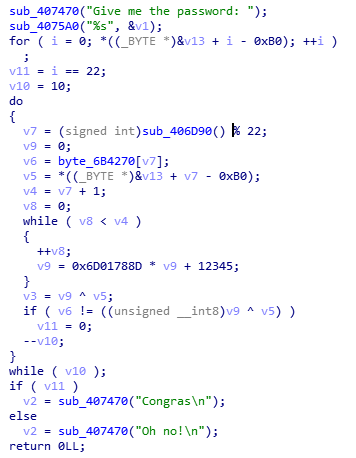 sub_407470("Give me the password: ");
sub_4075A0("%s", &v1);
for ( i = 0; *((_BYTE *)&v13 + i - 0xB0); ++i )
;
v11 = i == 22;
v10 = 10;
do
{
v7 = (signed int)sub_406D90() % 22;
v9 = 0;
v6 = byte_6B4270[v7];
v5 = *((_BYTE *)&v13 + v7 - 0xB0);
v4 = v7 + 1;
v8 = 0;
while ( v8 < v4 )
{
++v8;
v9 = 0x6D01788D * v9 + 12345;
}
v3 = v9 ^ v5;
if ( v6 != ((unsigned __int8)v9 ^ v5) )
v11 = 0;
--v10;
}
while ( v10 );
if ( v11 )
v2 = sub_407470("Congras\n");
else
v2 = sub_407470("Oh no!\n");
return 0LL;